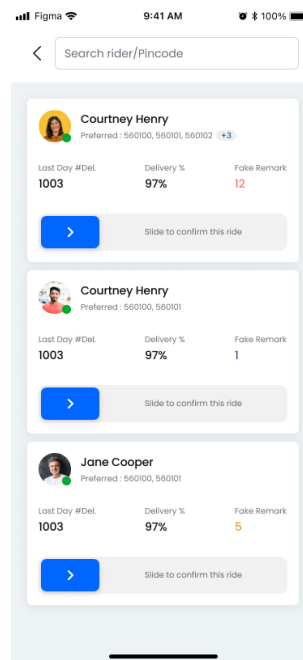 Figma 9:41 AM 100%
Search rider/Pincode
Courtney Henry
Preferred : 560100, 560101, 560102 +3
Last Day #Del. Delivery % Fake Remark
1003 97% 12
Slide to confirm this ride
Courtney Henry
Preferred : 560100, 560101
Last Day #Del. Delivery % Fake Remark
1003 97% 1
Slide to confirm this ride
Jane Cooper
Preferred : 560100, 560101
Last Day #Del. Delivery % Fake Remark
1003 97% 5
Slide to confirm this ride